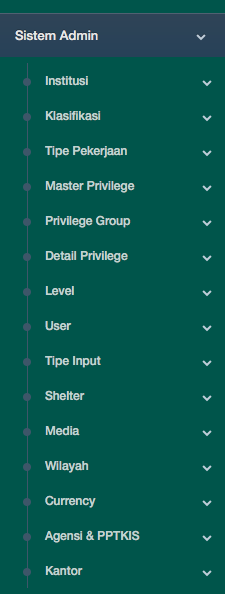 Sistem Admin
Institusi
Klasifikasi
Tipe Pekerjaan
Master Privilege
Privilege Group
Detail Privilege
Level
User
Tipe Input
Shelter
Media
Wilayah
Currency
Agensi & PPTKIS
Kantor